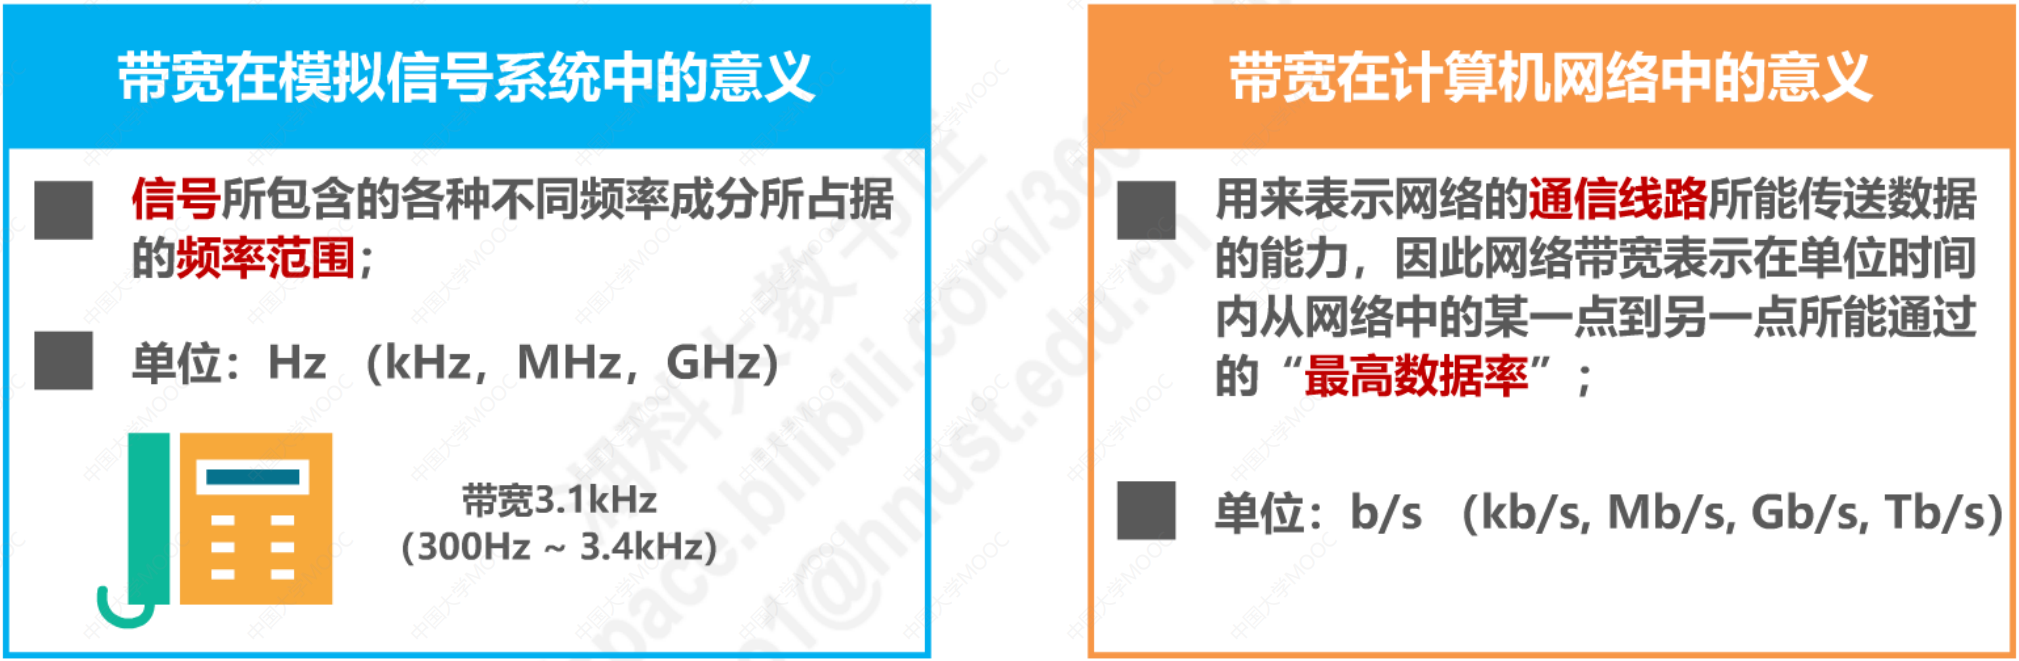 带宽在模拟信号系统中的意义
信号所包含的各种不同频率成分所占据
的频率范围；
单位：Hz （kHz，MHz，GHz）
带宽3.1kHz
（300Hz ~ 3.4kHz）
带宽在计算机网络中的意义
用来表示网络的通信线路所能传送数据
的能力，因此网络带宽表示在单位时间
内从网络中的某一点到另一点所能通过
的“最高数据率”；
单位：b/s （kb/s, Mb/s, Gb/s, Tb/s）
湖科大教书匠
pace.bilibili.com/36
1@hnust.edu.cn
中国大学MOOC